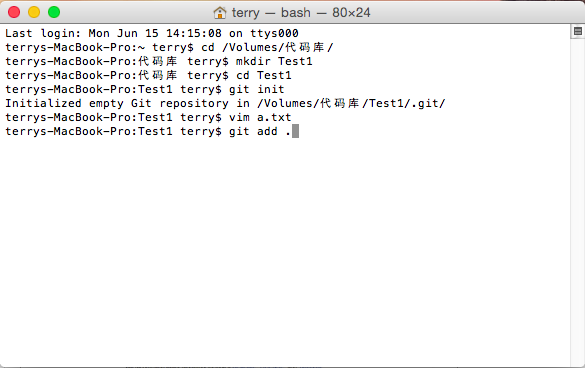 terry — bash — 80×24
Last login: Mon Jun 15 14:15:08 on ttys000
terrys-MacBook-Pro:~ terry$ cd /Volumes/代码库/
terrys-MacBook-Pro:代码库 terry$ mkdir Test1
terrys-MacBook-Pro:代码库 terry$ cd Test1
terrys-MacBook-Pro:Test1 terry$ git init
Initialized empty Git repository in /Volumes/代码库/Test1/.git/
terrys-MacBook-Pro:Test1 terry$ vim a.txt
terrys-MacBook-Pro:Test1 terry$ git add .